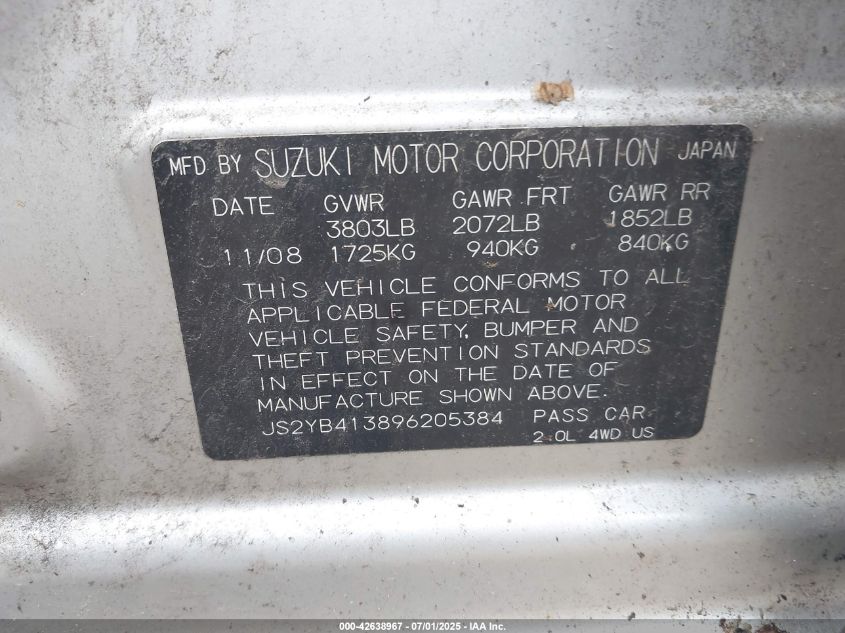 MFD BY SUZUKI MOTOR CORPORATION JAPAN
DATE GVWR GAWR FRT GAWR RR
3803LB 2072LB 1852LB
11/08 1725KG 940KG 840KG
THIS VEHICLE CONFORMS TO ALL
APPLICABLE FEDERAL MOTOR
VEHICLE SAFETY, BUMPER AND
THEFT PREVENTION STANDARDS
IN EFFECT ON THE DATE OF
MANUFACTURE SHOWN ABOVE.
JS2YB413896205384 PASS CAR
2.0L 4WD US
000-42638967 - 07/01/2025 - IAA Inc.